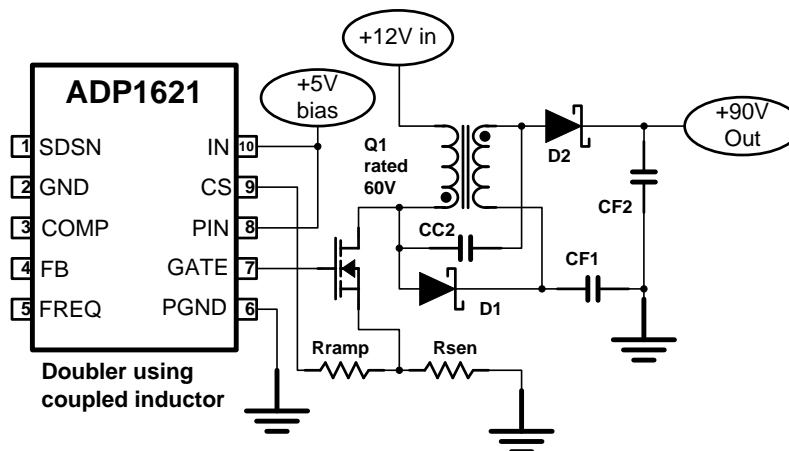 +12V in
ADP1621
+5V
bias
+90V
Out
1 SDSN
IN 10
2 GND
CS 9
3 COMP
PIN 8
4 FB
GATE 7
5 FREQ
PGND 6
Q1
rated
60V
D2
CC2
CF2
CF1
D1
Rramp
Rsen
Doubler using
coupled inductor